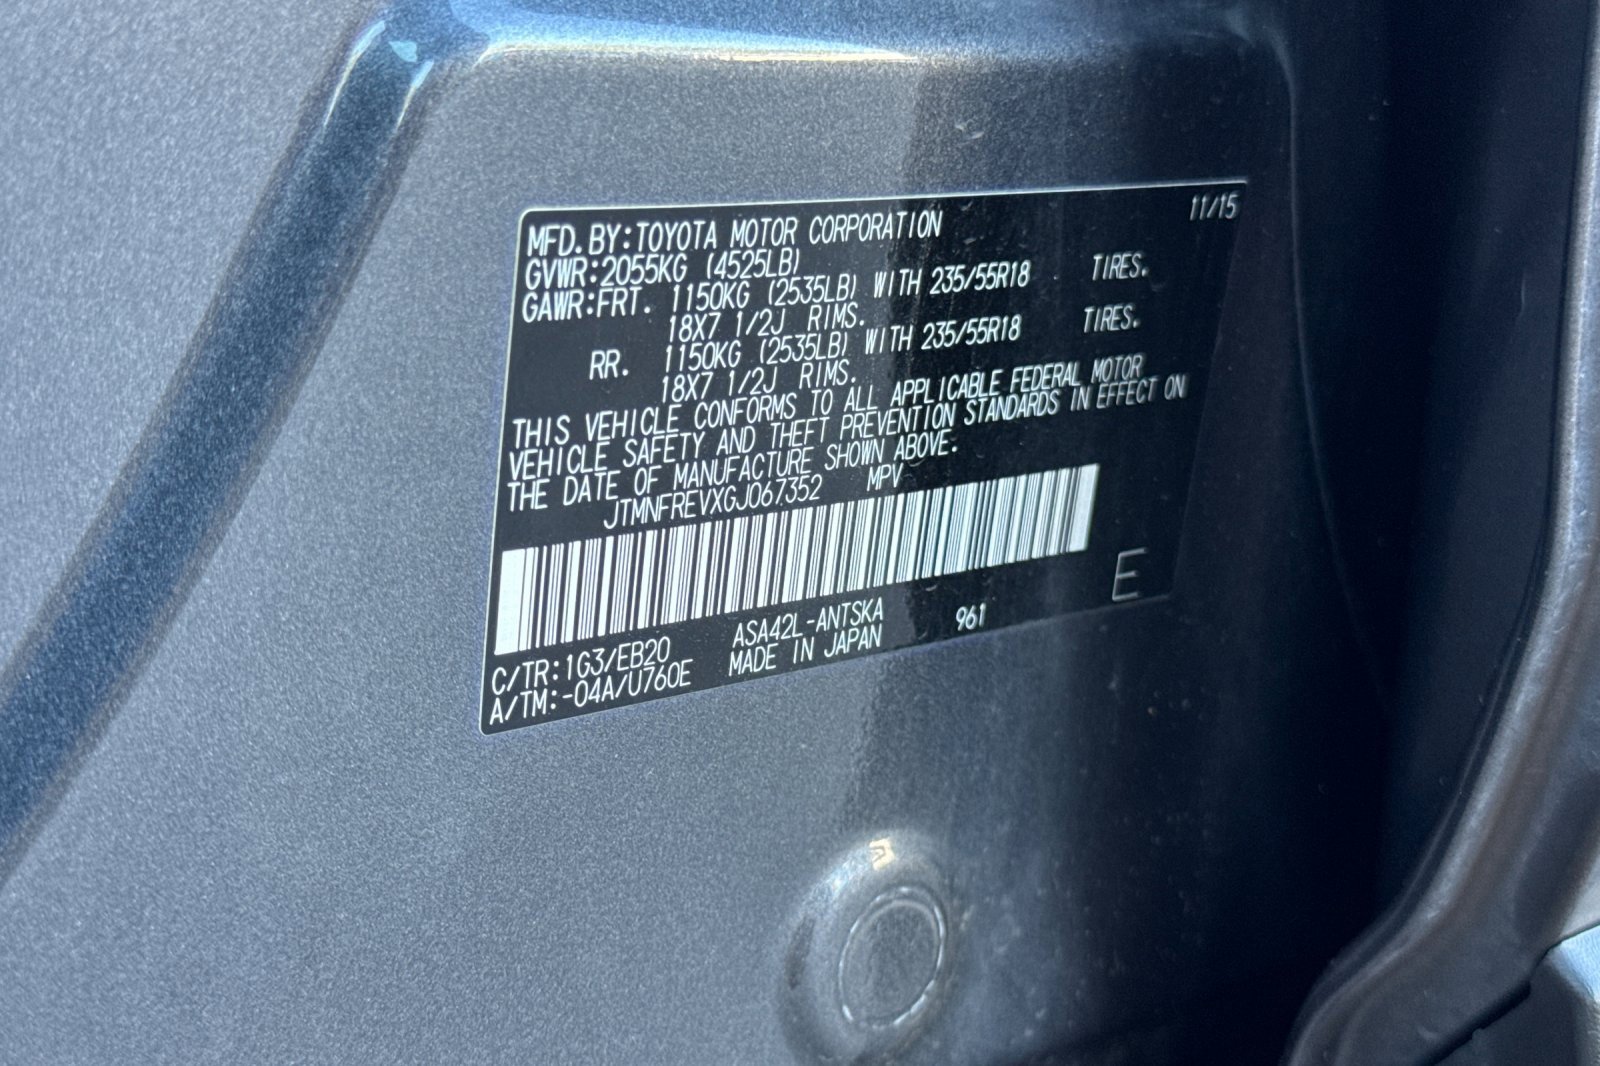 11/15
MFD.BY:TOYOTA MOTOR CORPORATION
GVWR:2055KG (4525LB)
GAWR:FRT. 1150KG (2535LB) WITH 235/55R18 TIRES.
18X7 1/2J RIMS.
RR. 1150KG (2535LB) WITH 235/55R18 TIRES.
18X7 1/2J RIMS.
THIS VEHICLE CONFORMS TO ALL APPLICABLE FEDERAL MOTOR
VEHICLE SAFETY AND THEFT PREVENTION STANDARDS IN EFFECT ON
THE DATE OF MANUFACTURE SHOWN ABOVE.
JTMNFREVXGJ067352 MPV
E
C/TR:1G3/EB20 ASA42L-ANTSKA 961
A/TM:-04A/U760E MADE IN JAPAN